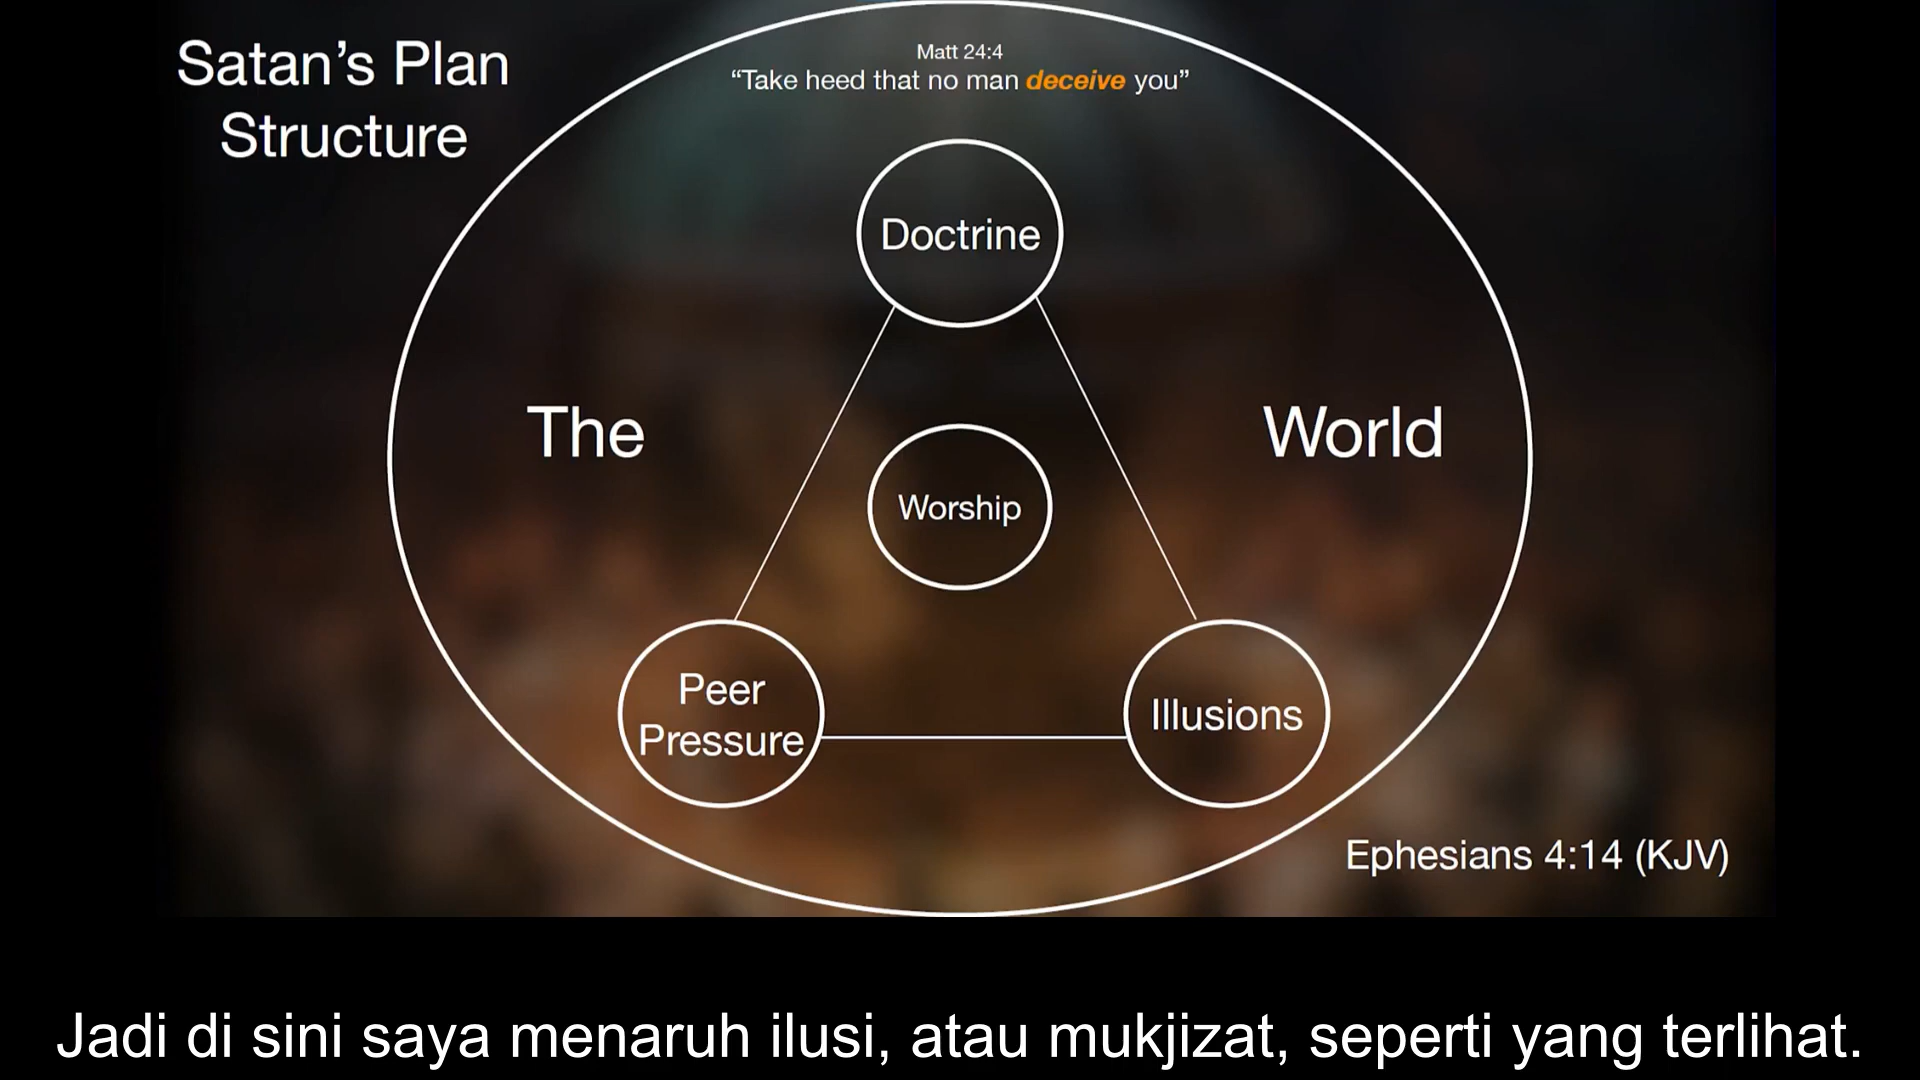 Satan’s Plan
Structure
Matt 24:4
“Take heed that no man deceive you”
Doctrine
The
World
Worship
Peer
Pressure
Illusions
Ephesians 4:14 (KJV)
Jadi di sini saya menaruh ilusi, atau mukjizat, seperti yang terlihat.